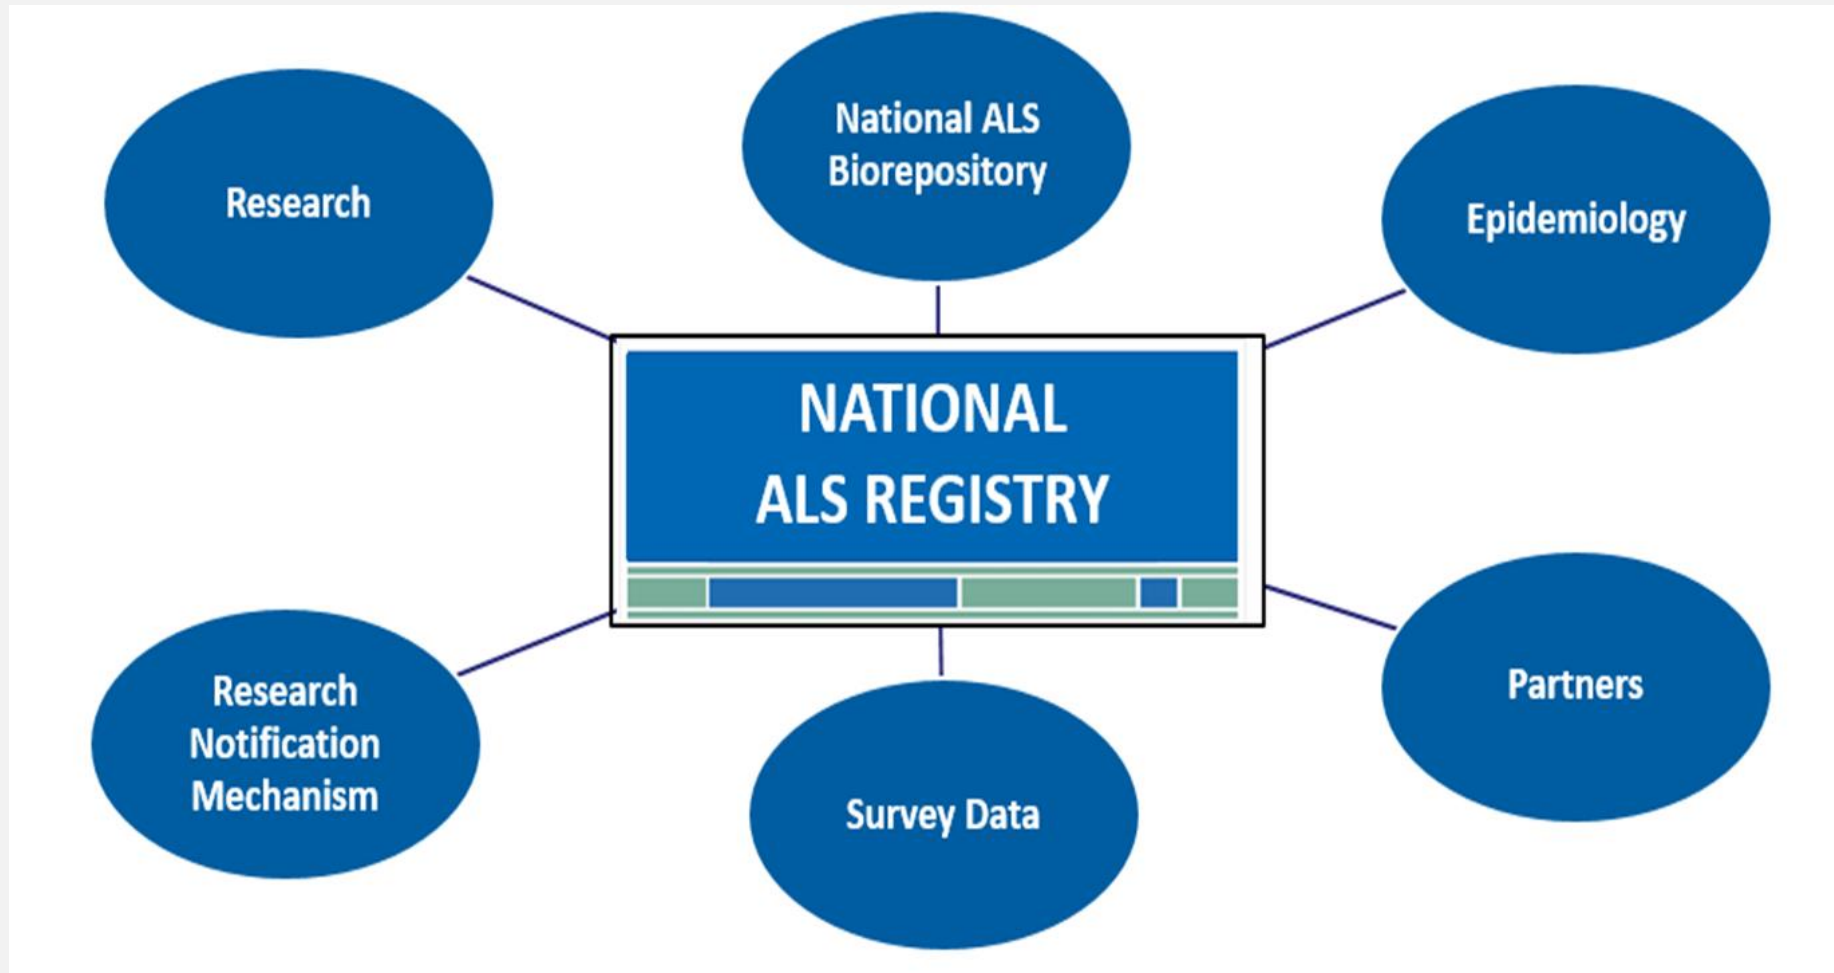 Research
National ALS
Biorepository
Epidemiology
NATIONAL
ALS REGISTRY
Research
Notification
Mechanism
Survey Data
Partners